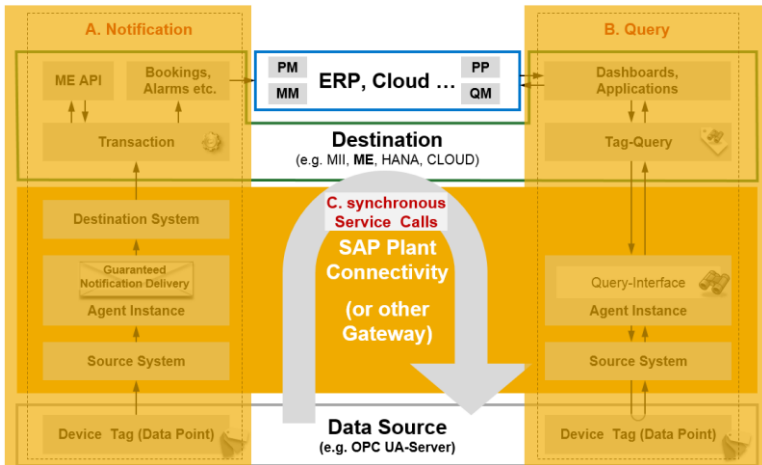 A. Notification
B. Query
ME API
Bookings,
Alarms etc.
PM
MM
ERP, Cloud …
PP
QM
Dashboards,
Applications
Transaction
Destination
(e.g. MII, ME, HANA, CLOUD)
Tag-Query
Destination System
C. synchronous
Service Calls
SAP Plant
Connectivity
(or other
Gateway)
Guaranteed
Notification Delivery
Agent Instance
Query-Interface
Agent Instance
Source System
Source System
Device Tag (Data Point)
Data Source
(e.g. OPC UA-Server)
Device Tag (Data Point)